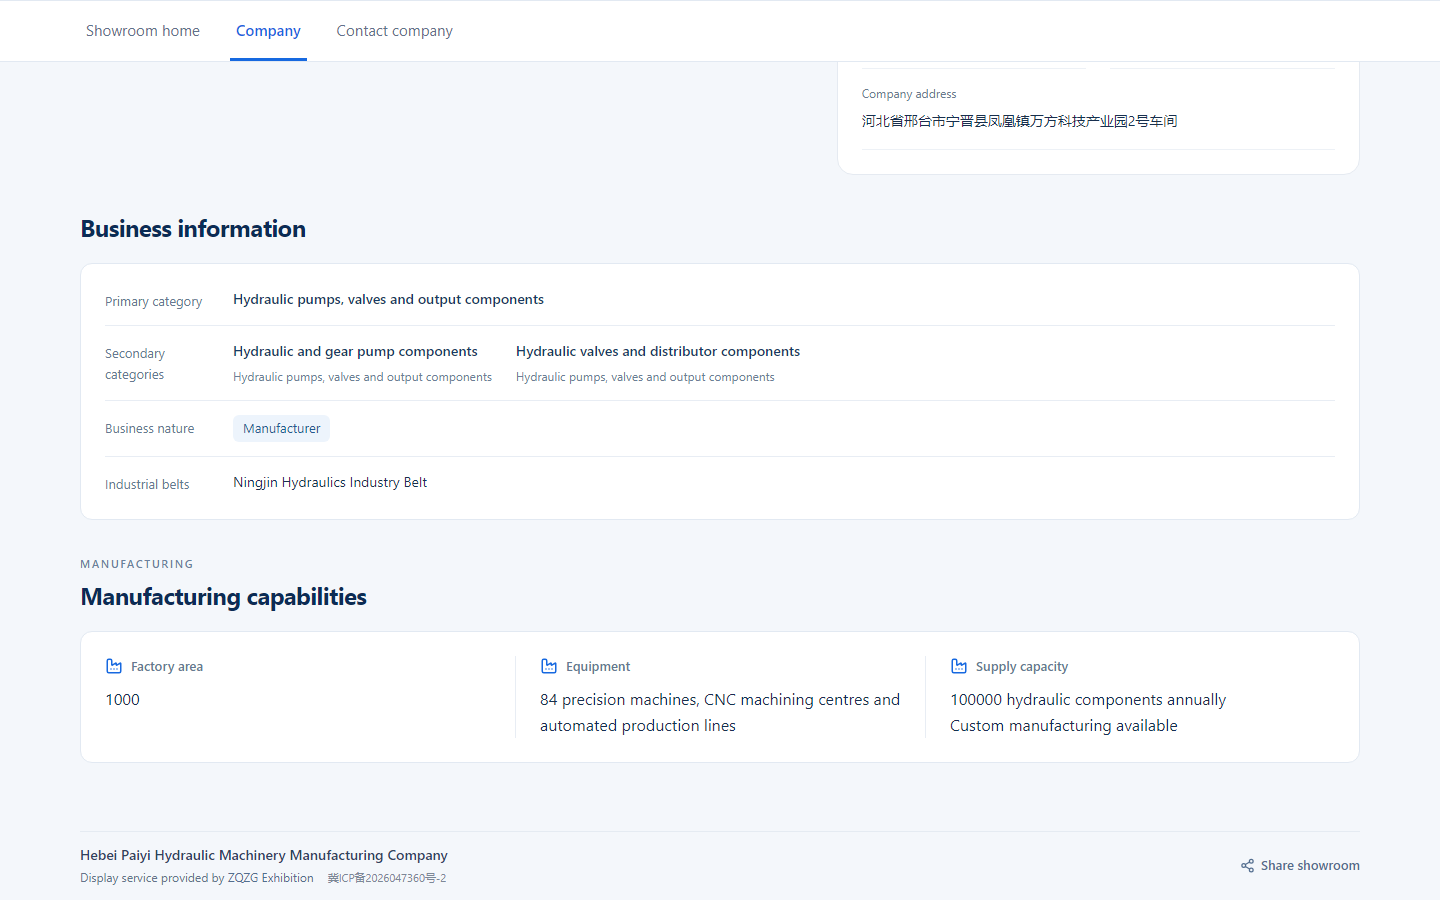 Showroom home
Company
Contact company
Company address
河北省邢台市宁晋县凤凰镇万方科技产业园2号车间
Business information
Primary category
Hydraulic pumps, valves and output components
Secondary categories
Hydraulic and gear pump components
Hydraulic pumps, valves and output components
Hydraulic valves and distributor components
Hydraulic pumps, valves and output components
Business nature
Manufacturer
Industrial belts
Ningjin Hydraulics Industry Belt
MANUFACTURING
Manufacturing capabilities
Factory area
1000
Equipment
84 precision machines, CNC machining centres and
automated production lines
Supply capacity
100000 hydraulic components annually
Custom manufacturing available
Hebei Paiyi Hydraulic Machinery Manufacturing Company
Display service provided by ZQZG Exhibition
冀ICP备2026047360号-2
Share showroom